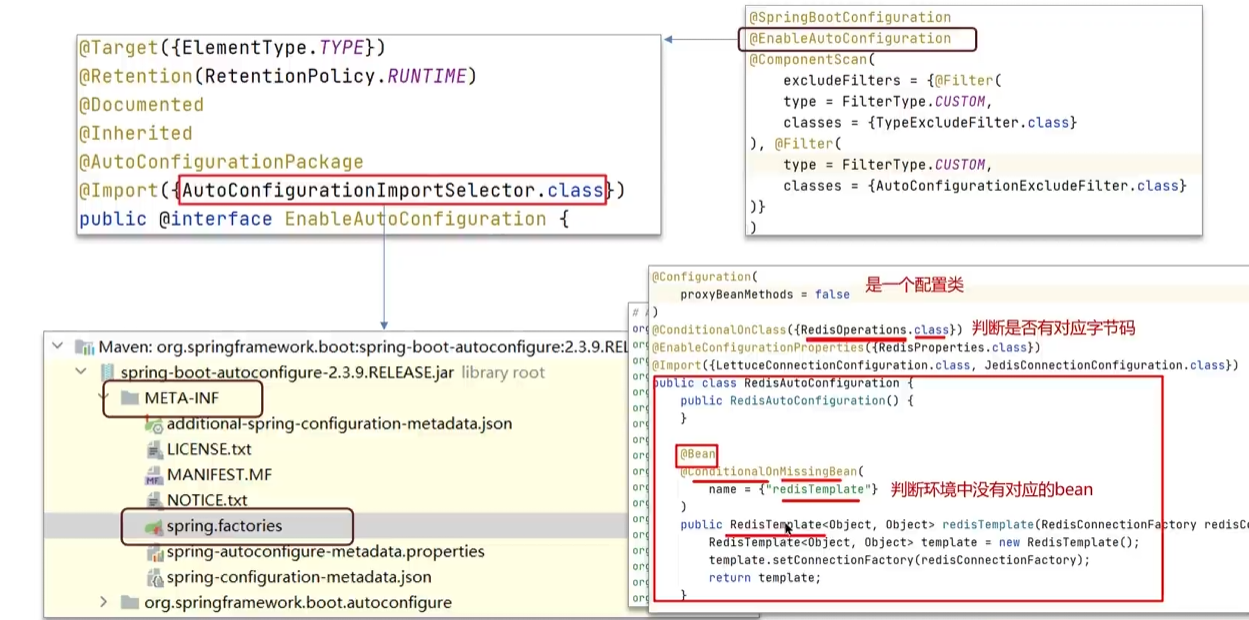 @SpringBootConfiguration
@EnableAutoConfiguration
@ComponentScan(
excludeFilters = {@Filter(
type = FilterType.CUSTOM,
classes = {TypeExcludeFilter.class}
), @Filter(
type = FilterType.CUSTOM,
classes = {AutoConfigurationExcludeFilter.class}
)}
)
@Target({ElementType.TYPE})
@Retention(RetentionPolicy.RUNTIME)
@Documented
@Inherited
@AutoConfigurationPackage
@Import({AutoConfigurationImportSelector.class})
public @interface EnableAutoConfiguration {
Maven: org.springframework.boot:spring-boot-autoconfigure:2.3.9.REL
spring-boot-autoconfigure-2.3.9.RELEASE.jar library root
META-INF
additional-spring-configuration-metadata.json
LICENSE.txt
MANIFEST.MF
NOTICE.txt
spring.factories
spring-autoconfigure-metadata.properties
spring-configuration-metadata.json
org.springframework.boot.autoconfigure
@Configuration(
proxyBeanMethods = false
是一个配置类
)
@ConditionalOnClass({RedisOperations.class}) 判断是否有对应字节码
@EnableConfigurationProperties({RedisProperties.class})
@Import({LettuceConnectionConfiguration.class, JedisConnectionConfiguration.class})
public class RedisAutoConfiguration {
public RedisAutoConfiguration() {
}
@Bean
@ConditionalOnMissingBean(
name = {"redisTemplate"} 判断环境中没有对应的bean
)
public RedisTemplate<Object, Object> redisTemplate(RedisConnectionFactory redisCo
RedisTemplate<Object, Object> template = new RedisTemplate();
template.setConnectionFactory(redisConnectionFactory);
return template;
}